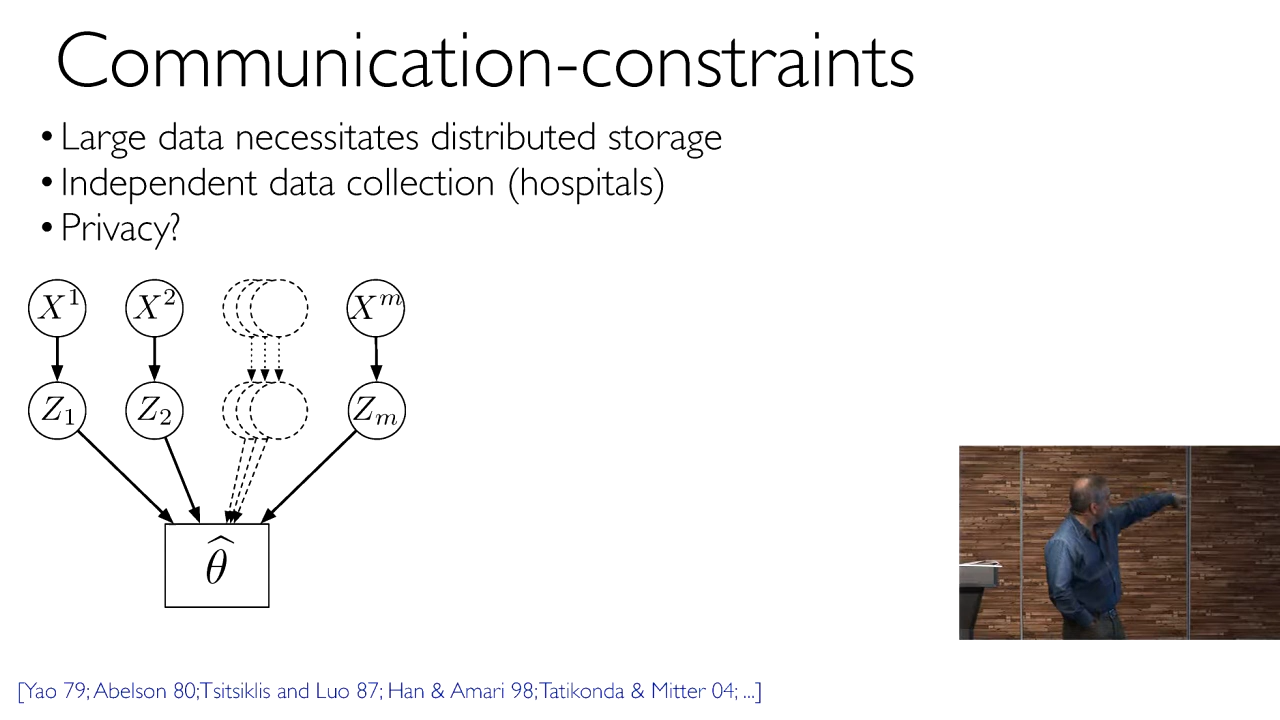 Communication-constraints
• Large data necessitates distributed storage
• Independent data collection (hospitals)
• Privacy?
X^1 X^2 X^m
Z_1 Z_2 Z_m
θ̂
[Yao 79; Abelson 80;Tsitsiklis and Luo 87; Han & Amari 98;Tatikonda & Mitter 04; ...]